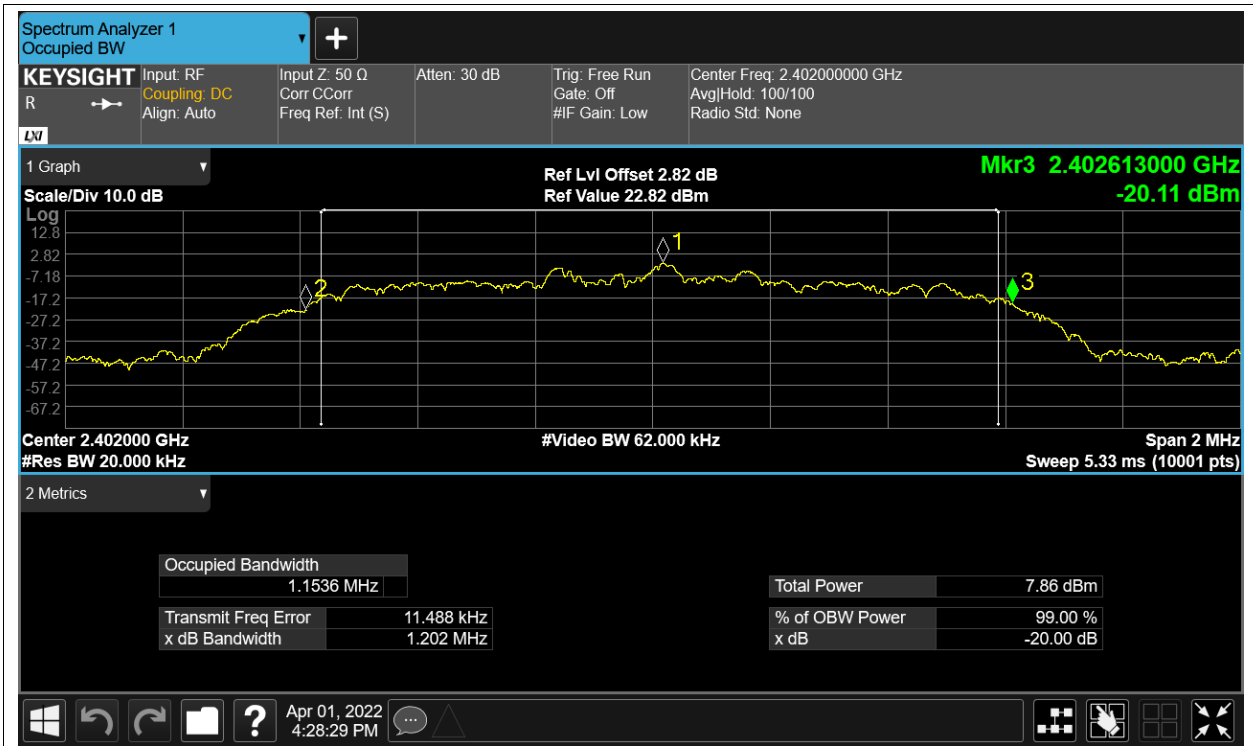 Spectrum Analyzer 1
Occupied BW
KEYSIGHT
R
LXI
Input: RF
Coupling: DC
Align: Auto
Input Z: 50 Ω
Corr CCorr
Freq Ref: Int (S)
Atten: 30 dB
Trig: Free Run
Gate: Off
#IF Gain: Low
Center Freq: 2.402000000 GHz
Avg|Hold: 100/100
Radio Std: None
1 Graph
Scale/Div 10.0 dB
Ref Lvl Offset 2.82 dB
Ref Value 22.82 dBm
Mkr3 2.402613000 GHz
-20.11 dBm
Log
12.8
2.82
-7.18
-17.2
-27.2
-37.2
-47.2
-57.2
-67.2
1
2
3
Center 2.402000 GHz
#Video BW 62.000 kHz
Span 2 MHz
#Res BW 20.000 kHz
Sweep 5.33 ms (10001 pts)
2 Metrics
Occupied Bandwidth
1.1536 MHz
Total Power 7.86 dBm
Transmit Freq Error 11.488 kHz
% of OBW Power 99.00 %
x dB Bandwidth 1.202 MHz
x dB -20.00 dB
?
Apr 01, 2022
4:28:29 PM